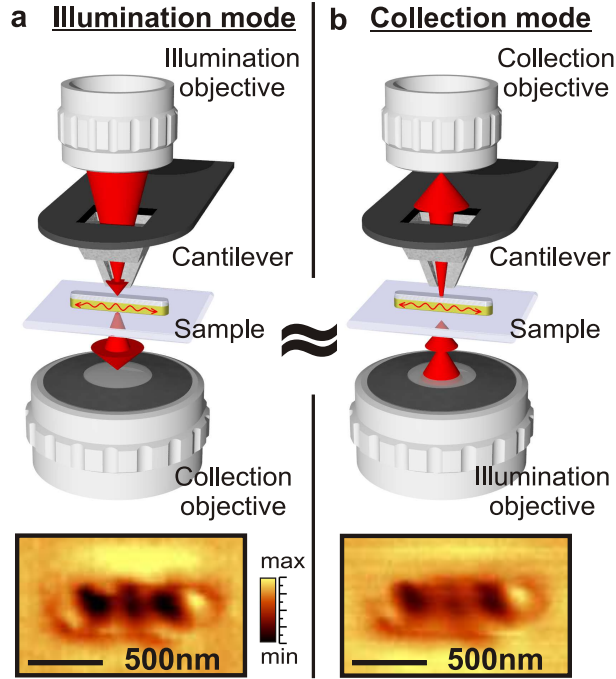 a Illumination mode
Illumination
objective
Cantilever
Sample
Collection
objective
max
min
500nm
≈
b Collection mode
Collection
objective
Cantilever
Sample
Illumination
objective
500nm